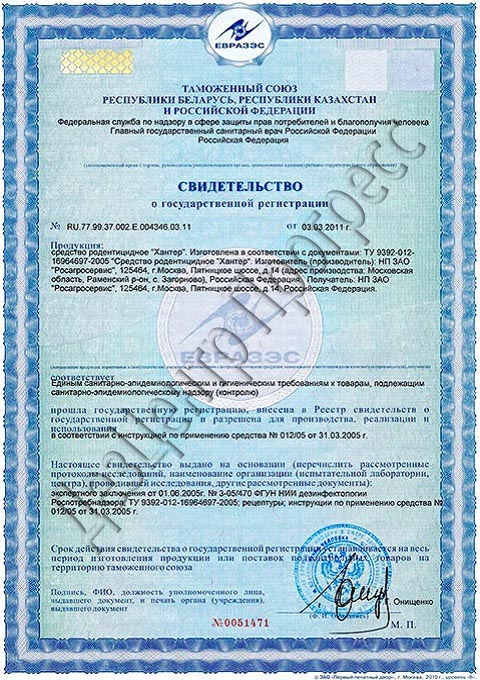 ЕВРАЗЭС
ТАМОЖЕННЫЙ СОЮЗ
РЕСПУБЛИКИ БЕЛАРУСЬ, РЕСПУБЛИКИ КАЗАХСТАН
И РОССИЙСКОЙ ФЕДЕРАЦИИ
Федеральная служба по надзору в сфере защиты прав потребителей и благополучия человека
Главный государственный санитарный врач Российской Федерации
Российская Федерация
СВИДЕТЕЛЬСТВО
о государственной регистрации
№ RU.77.99.37.002.Е.004346.03.11 от 03.03.2011 г.
Продукция:
средство родентицидное "Хантер". Изготовлена в соответствии с документами: ТУ 9392-012-
16964697-2005 "Средство родентицидное "Хантер". Изготовитель (производитель): НП ЗАО
"Росагросервис", 125464, г.Москва, Пятницкое шоссе, д.14 (адрес производства: Московская
область, Раменский р-он, с. Загорново), Российская Федерация. Получатель: НП ЗАО
"Росагросервис", 125464, г.Москва, Пятницкое шоссе, д.14, Российская Федерация.
ЕВРАЗЭС
соответствует
Единым санитарно-эпидемиологическим и гигиеническим требованиям к товарам, подлежащим
санитарно-эпидемиологическому надзору (контролю)
прошла государственную регистрацию, внесена в Реестр свидетельств о
государственной регистрации и разрешена для производства, реализации и
использования
в соответствии с инструкцией по применению средства № 012/05 от 31.03.2005 г.
Настоящее свидетельство выдано на основании (перечислить рассмотренные
протоколы исследований, наименование организации (испытательной лаборатории,
центра), проводившей исследования, другие рассмотренные документы):
экспертного заключения от 01.06.2005г. № 3-05/470 ФГУН НИИ дезинфектологии
Роспотребнадзора; ТУ 9392-012-16964697-2005; рецептуры; инструкции по применению средства №
012/05 от 31.03.2005 г.
Срок действия свидетельства о государственной регистрации устанавливается на весь
период изготовления продукции или поставок подконтрольных товаров на
территорию таможенного союза
Подпись, ФИО, должность уполномоченного лица,
выдавшего документ, и печать органа (учреждения),
выдавшего документ
Онищенко
(Ф. И. О./подпись)
М. П.
№0051471
© ЗАО «Первый печатный двор», г. Москва, 2010 г., уровень «В».
Дезцентр Прогресс